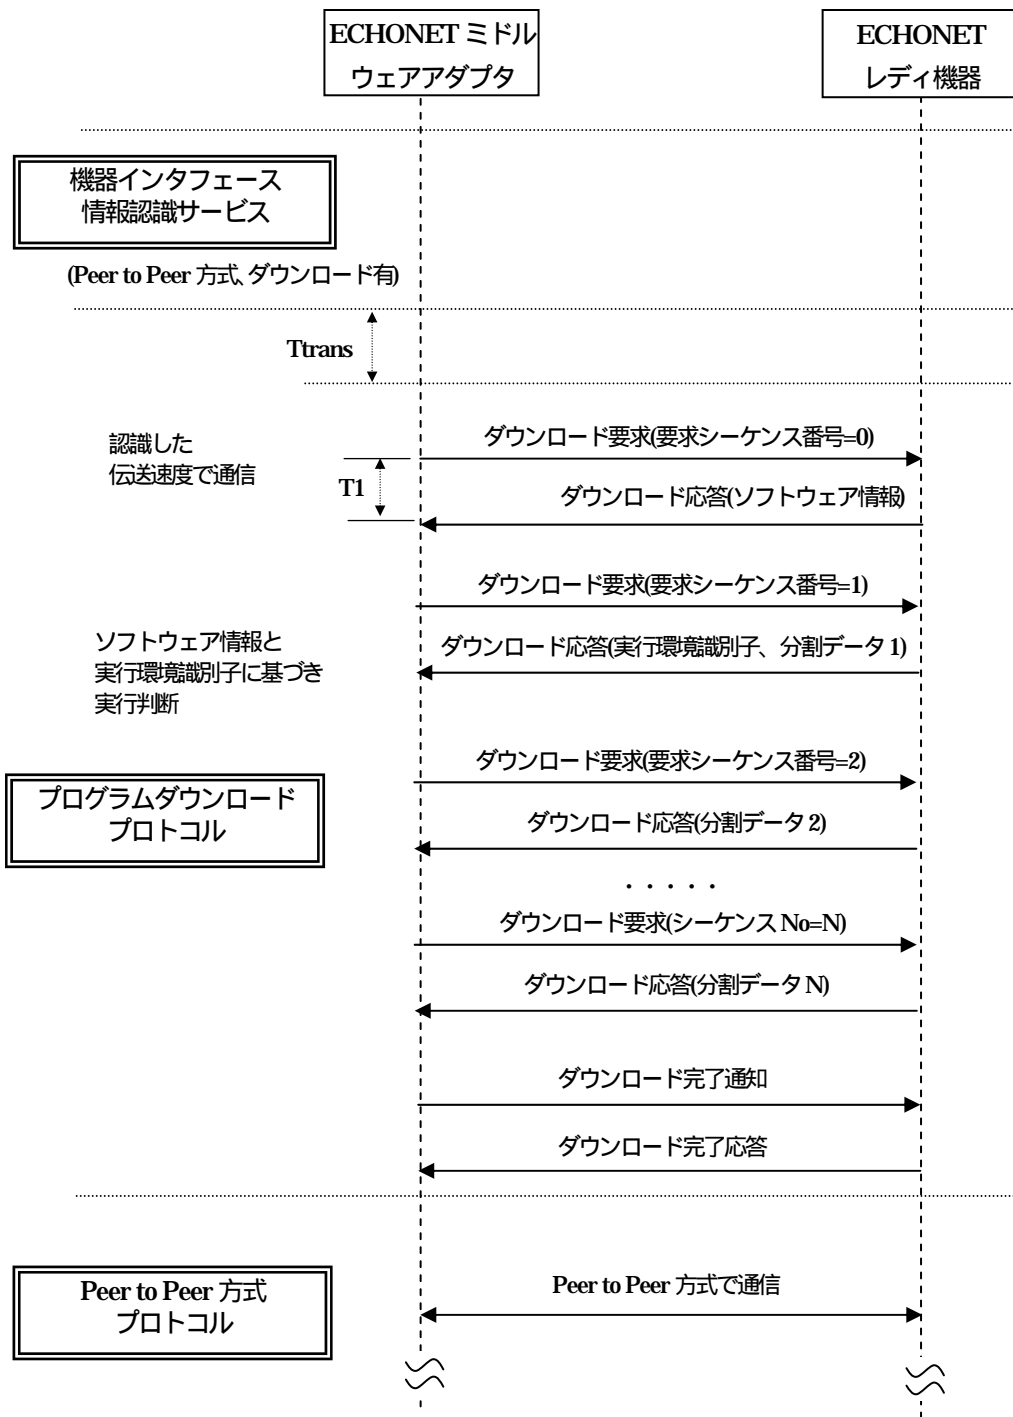 ECHONET ミドル
ウェアアダプタ
ECHONET
レディ機器
機器インタフェース
情報認識サービス
(Peer to Peer 方式、ダウンロード有)
Ttrans
認識した
伝送速度で通信
ダウンロード要求(要求シーケンス番号=0)
T1
ダウンロード応答(ソフトウェア情報)
ダウンロード要求(要求シーケンス番号=1)
ソフトウェア情報と
実行環境識別子に基づき
実行判断
ダウンロード応答(実行環境識別子、分割データ 1)
ダウンロード要求(要求シーケンス番号=2)
プログラムダウンロード
プロトコル
ダウンロード応答(分割データ 2)
・・・・・
ダウンロード要求(シーケンス No=N)
ダウンロード応答(分割データ N)
ダウンロード完了通知
ダウンロード完了応答
Peer to Peer 方式
プロトコル
Peer to Peer 方式で通信